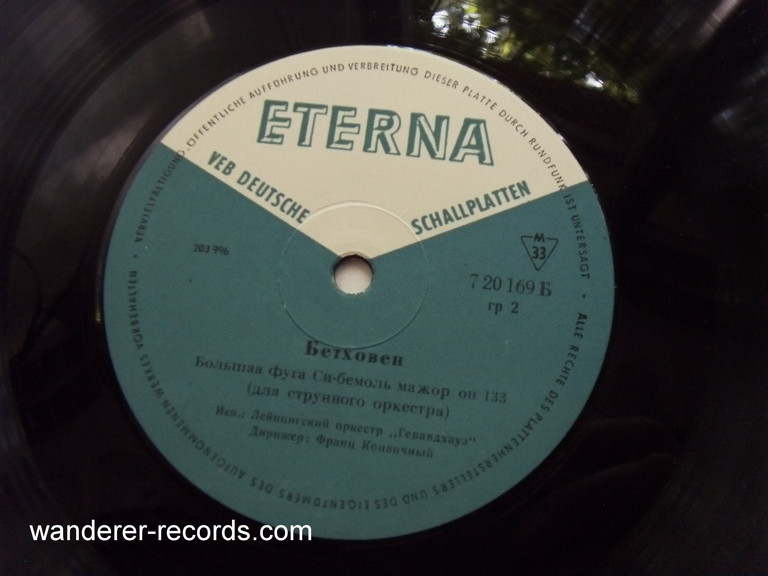 VERVIELFÄLTIGUNG, ÖFFENTLICHE AUFFÜHRUNG UND VERBREITUNG DIESER PLATTE DURCH RUNDFUNK IST UNTERSAGT • ALLE RECHTE DES PLATTENHERSTELLERS UND DES EIGENTÜMERS DES AUFGENOMMENEN WERKES VORBEHALTEN •
ETERNA
VEB DEUTSCHE SCHALLPLATTEN
M
33
203 996
7 20 169 Б
гр 2
Бетховен
Большая фуга Си-бемоль мажор оп 133
(для струнного оркестра)
Исп.: Лейпцигский оркестр „Гевандхауз"
Дирижер: Франц Конвичный
wanderer-records.com